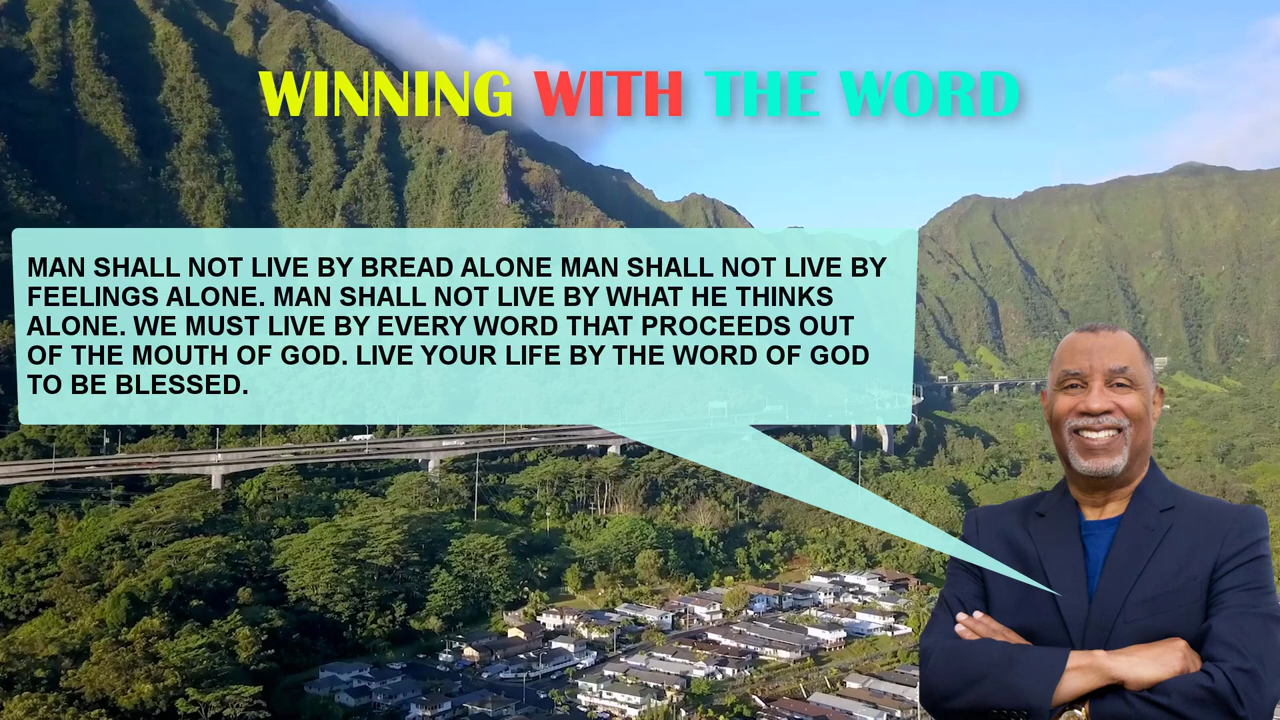 WINNING WITH THE WORD
MAN SHALL NOT LIVE BY BREAD ALONE MAN SHALL NOT LIVE BY
FEELINGS ALONE. MAN SHALL NOT LIVE BY WHAT HE THINKS
ALONE. WE MUST LIVE BY EVERY WORD THAT PROCEEDS OUT
OF THE MOUTH OF GOD. LIVE YOUR LIFE BY THE WORD OF GOD
TO BE BLESSED.